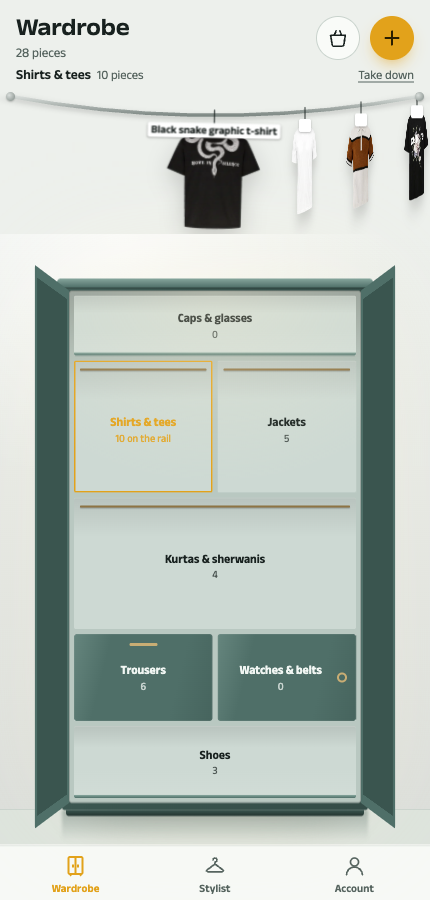 Wardrobe
28 pieces
Shirts & tees 10 pieces
Take down
Black snake graphic t-shirt
Caps & glasses
0
Shirts & tees
10 on the rail
Jackets
5
Kurtas & sherwanis
4
Trousers
6
Watches & belts
0
Shoes
3
Wardrobe
Stylist
Account